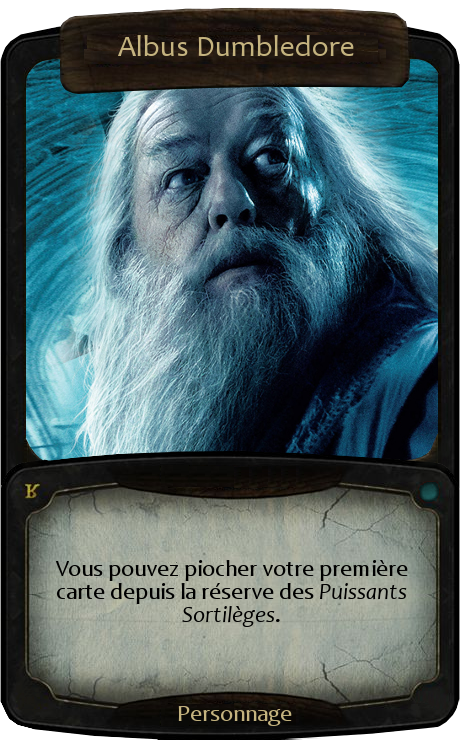 Albus Dumbledore
Vous pouvez piocher votre première
carte depuis la réserve des Puissants
Sortilèges.
Personnage